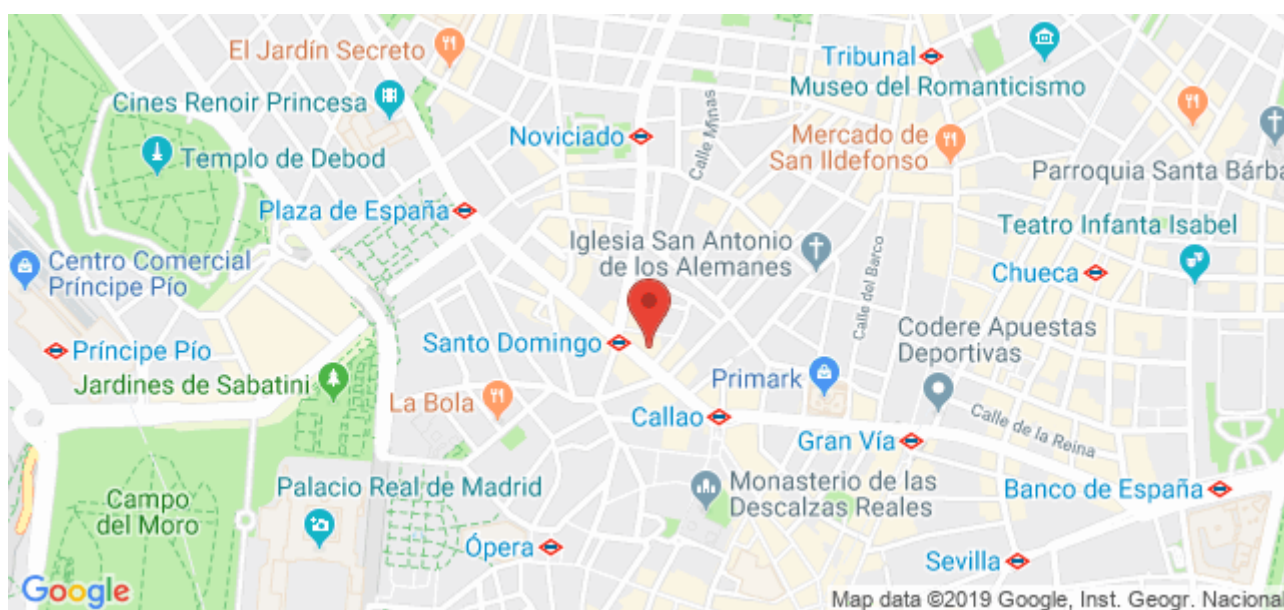 El Jardín Secreto
Tribunal
Museo del Romanticismo
Cines Renoir Princesa
Calle Minas
Noviciado
Mercado de
San Ildefonso
Templo de Debod
Parroquia Santa Bárba
Plaza de España
Iglesia San Antonio
de los Alemanes
Teatro Infanta Isabel
Calle del Barco
Chueca
Centro Comercial
Príncipe Pío
Príncipe Pío
Santo Domingo
Codere Apuestas
Deportivas
Jardines de Sabatini
La Bola
Primark
Callao
Gran Vía
Calle de la Reina
Palacio Real de Madrid
Monasterio de las
Descalzas Reales
Banco de España
Campo
del Moro
Ópera
Sevilla
Google
Map data ©2019 Google, Inst. Geogr. Naciona